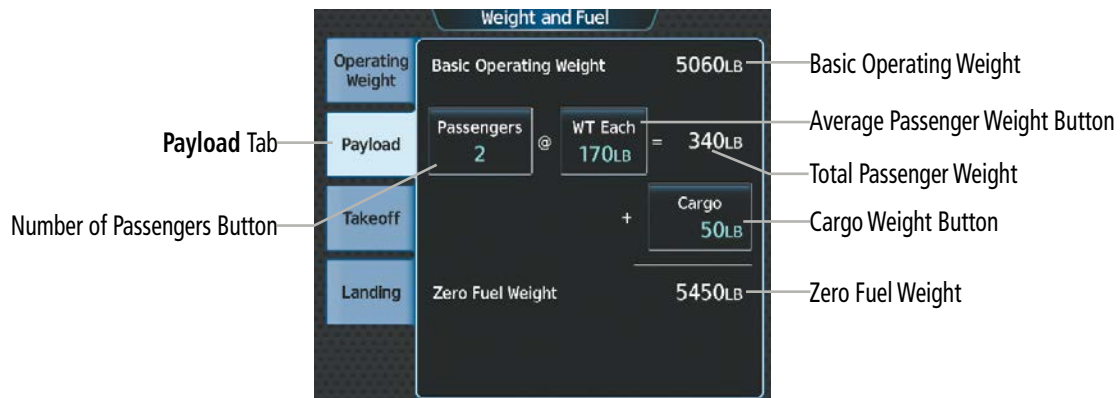 Weight and Fuel
Operating
Weight
Basic Operating Weight 5060LB
Basic Operating Weight
Payload Tab
Payload
Passengers
2
@
WT Each
170LB
= 340LB
Average Passenger Weight Button
Total Passenger Weight
Number of Passengers Button
Takeoff
+
Cargo
50LB
Cargo Weight Button
Landing
Zero Fuel Weight 5450LB
Zero Fuel Weight